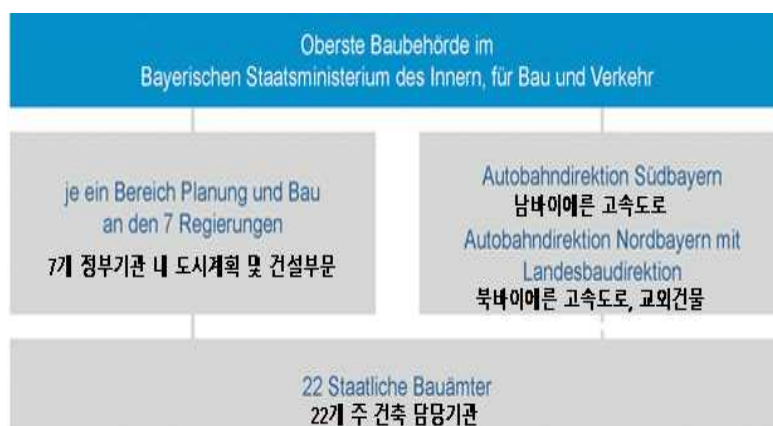 Oberste Baubehörde im
Bayerischen Staatsministerium des Innern, für Bau und Verkehr
je ein Bereich Planung und Bau
an den 7 Regierungen
7개 정부기관 내 도시계획 및 건설부문
Autobahndirektion Südbayern
남바이에른 고속도로
Autobahndirektion Nordbayern mit
Landesbaudirektion
북바이에른 고속도로, 교외건물
22 Staatliche Bauämter
22개 주 건축 담당기관